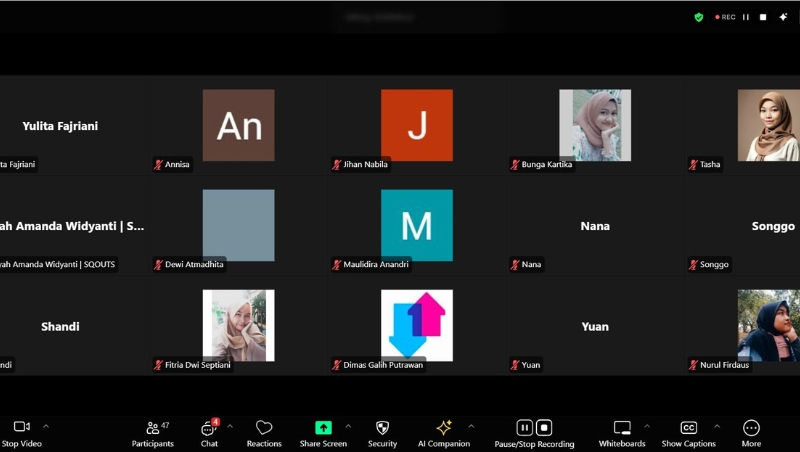 REC
Yulita Fajriani
An
J
ta Fajriani
Annisa
Jihan Nabila
Bunga Kartika
Tasha
ah Amanda Widyanti | S...
M
Nana
Songgo
yah Amanda Widyanti | SQOUTS
Dewi Atmadhita
Maulidira Anandri
Nana
Songgo
Shandi
Yuan
ndi
Fitria Dwi Septiani
Dimas Galih Putrawan
Yuan
Nurul Firdaus
47
4
CC
Stop Video
Participants
Chat
Reactions
Share Screen
Security
AI Companion
Pause/Stop Recording
Whiteboards
Show Captions
More